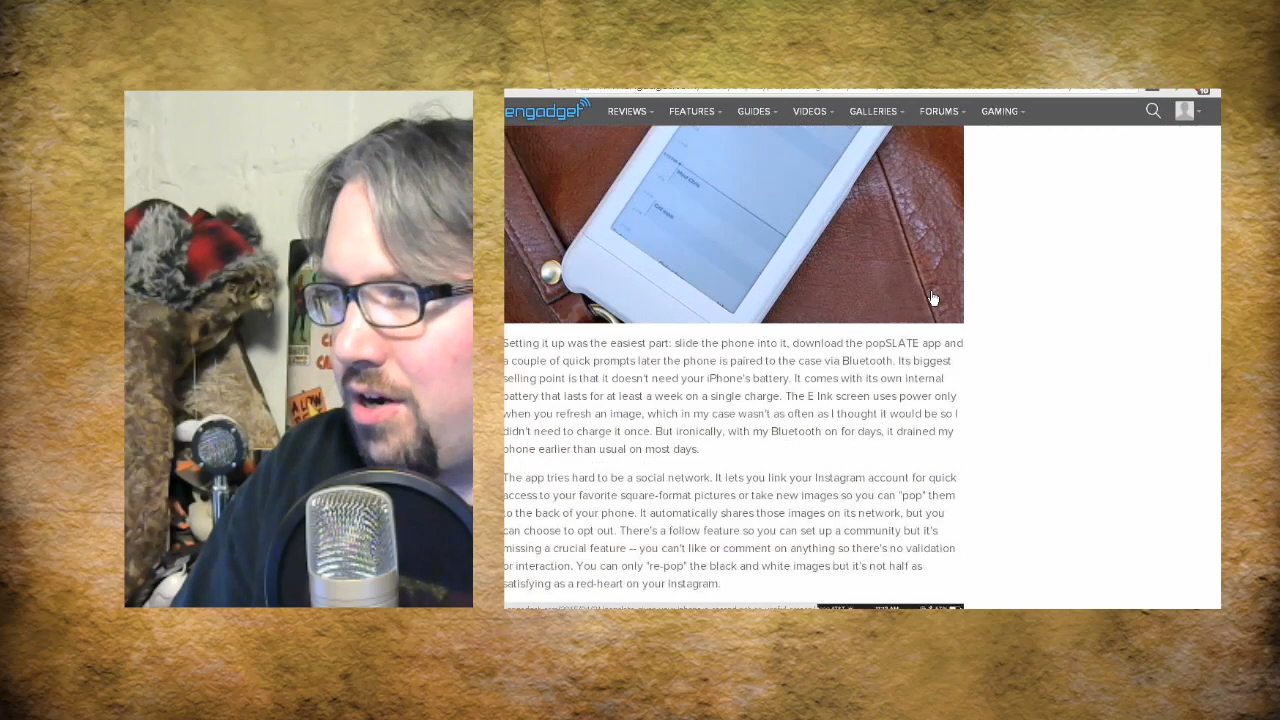 engadget REVIEWS FEATURES GUIDES VIDEOS GALLERIES FORUMS GAMING
Call mom
Setting it up was the easiest part: slide the phone into it, download the popSLATE app and
a couple of quick prompts later the phone is paired to the case via Bluetooth. Its biggest
selling point is that it doesn't need your iPhone's battery. It comes with its own internal
battery that lasts for at least a week on a single charge. The E Ink screen uses power only
when you refresh an image, which in my case wasn't as often as I thought it would be so I
didn't need to charge it once. But ironically, with my Bluetooth on for days, it drained my
phone earlier than usual on most days.
The app tries hard to be a social network. It lets you link your Instagram account for quick
access to your favorite square-format pictures or take new images so you can "pop" them
to the back of your phone. It automatically shares those images on its network, but you
can choose to opt out. There's a follow feature so you can set up a community but it's
missing a crucial feature -- you can't like or comment on anything so there's no validation
or interaction. You can only "re-pop" the black and white images but it's not half as
satisfying as a red-heart on your Instagram.
A LOW